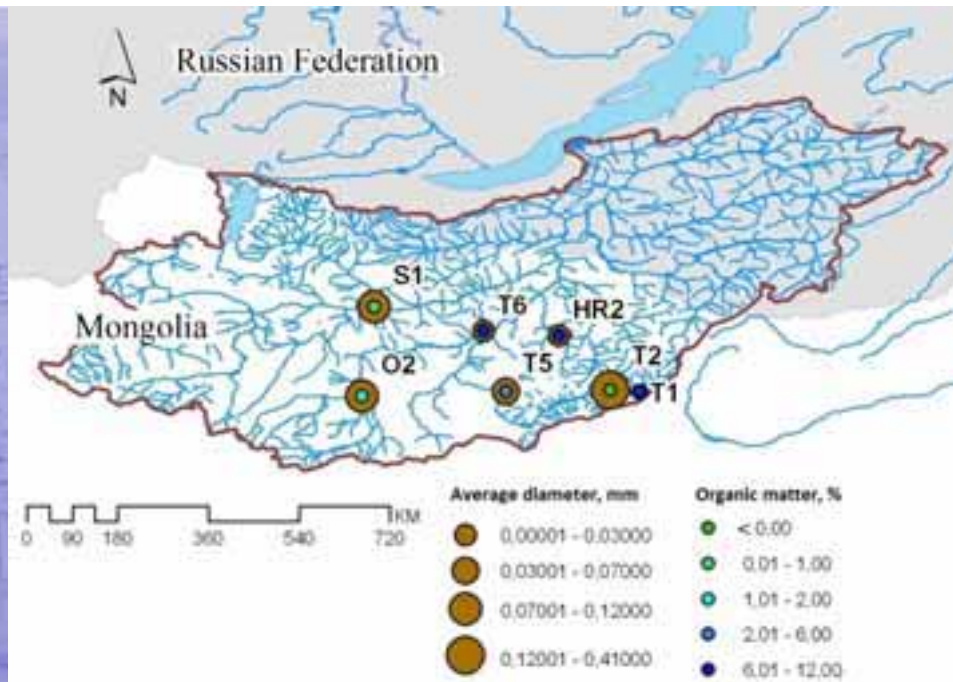 Russian Federation
N
S1
T6
HR2
Mongolia
O2
T5
T2
T1
KM
0 90 180 360 540 720
Average diameter, mm
0,00001 - 0,03000
0,03001 - 0,07000
0,07001 - 0,12000
0,12001 - 0,41000
Organic matter, %
< 0.00
0,01 - 1,00
1,01 - 2,00
2,01 - 6,00
6,01 - 12,00